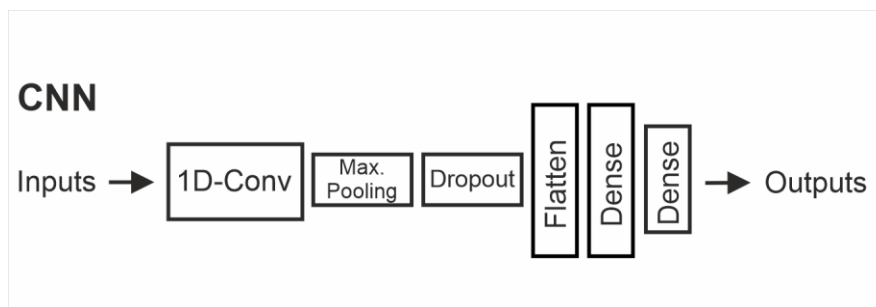 CNN
Inputs
1D-Conv
Max.
Pooling
Dropout
Flatten
Dense
Dense
Outputs